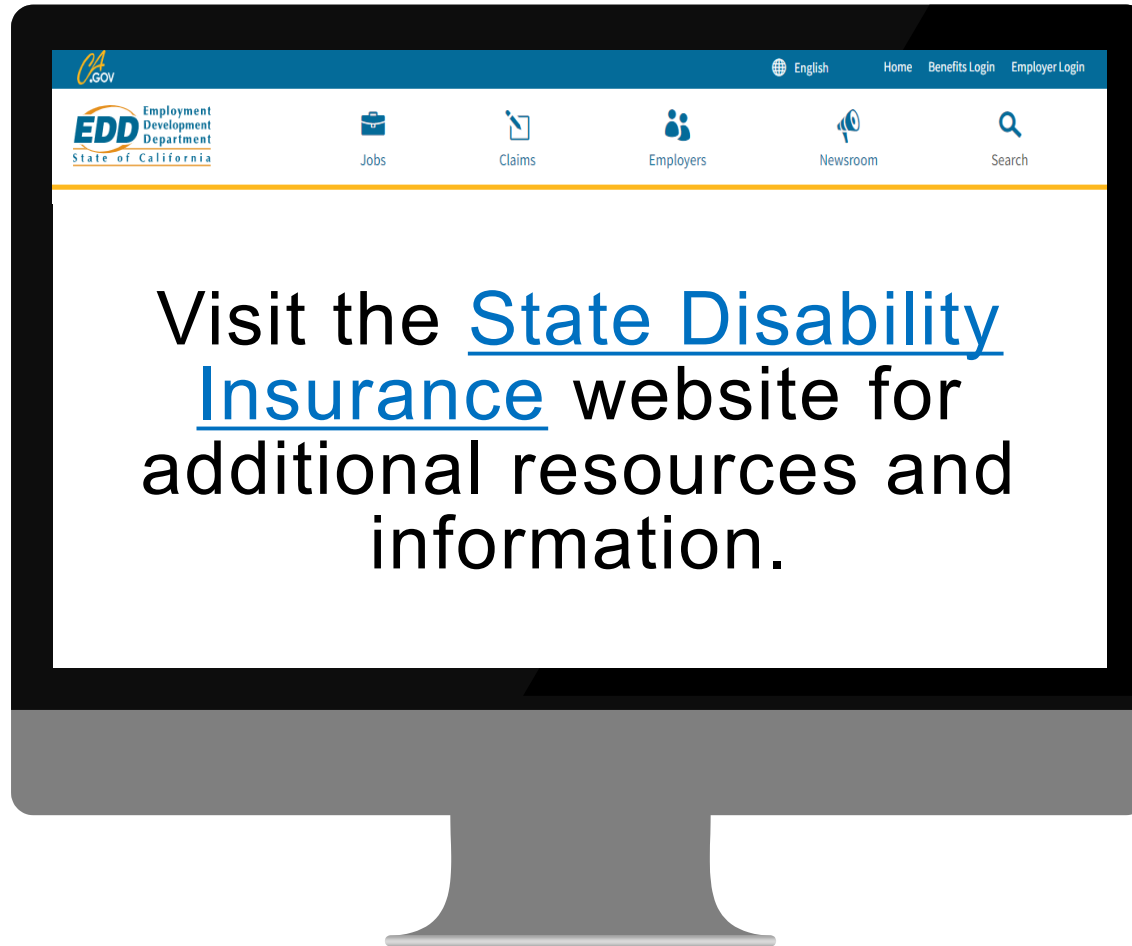 CA.GOV
English Home Benefits Login Employer Login
EDD Employment
Development
Department
State of California
Jobs Claims Employers Newsroom Search
Visit the State Disability
Insurance website for
additional resources and
information.